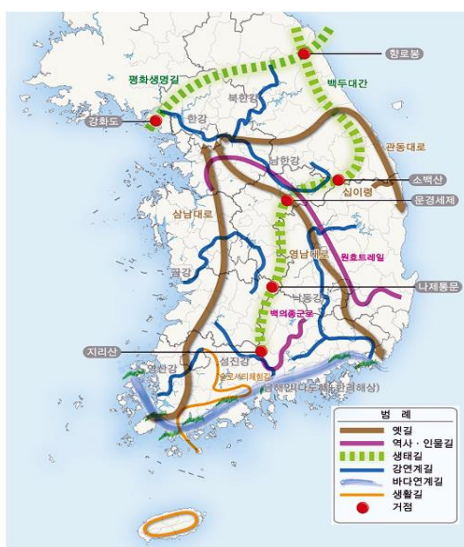 향로봉
평화생명길
백두대간
북한강
강화도
한강
관동대로
남한강
소백산
십이령
문경세제
삼남대로
영남대로
원효트레일
금강
나제통문
낙동강
백의종군로
지리산
섬진강
영산강
범 례
옛길
역사·인물길
생태길
강연계길
바다연계길
생활길
거점